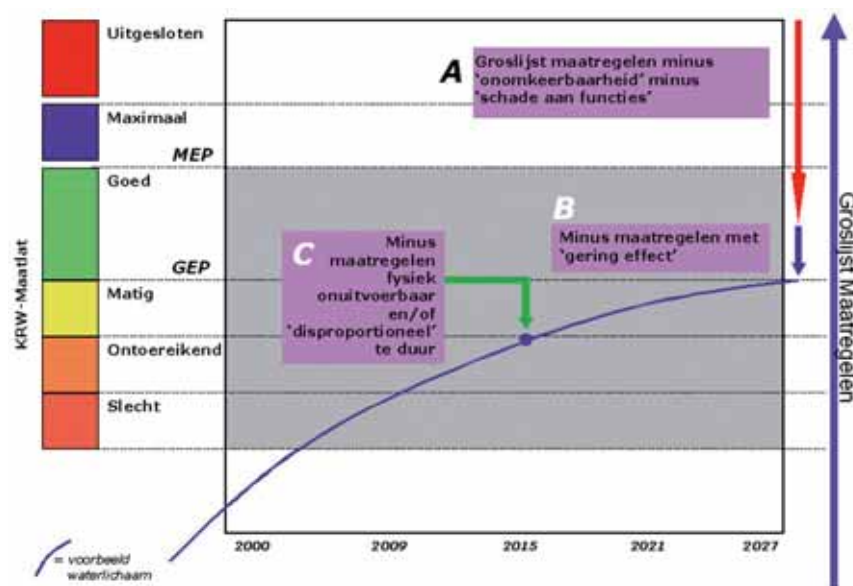 Uitgesloten
Maximaal
MEP
Goed
GEP
Matig
Ontoereikend
Slecht
KRW-Maatlat
A
Groslijst maatregelen minus
'onomkeerbaarheid' minus
'schade aan functies'
B
Minus maatregelen met
'gering effect'
C
Minus
maatregelen
fysiek
onuitvoerbaar
en/of
'disproportioneel'
te duur
Groslijst Maatregelen
2000
2009
2015
2021
2027
= voorbeeld
waterlichaam